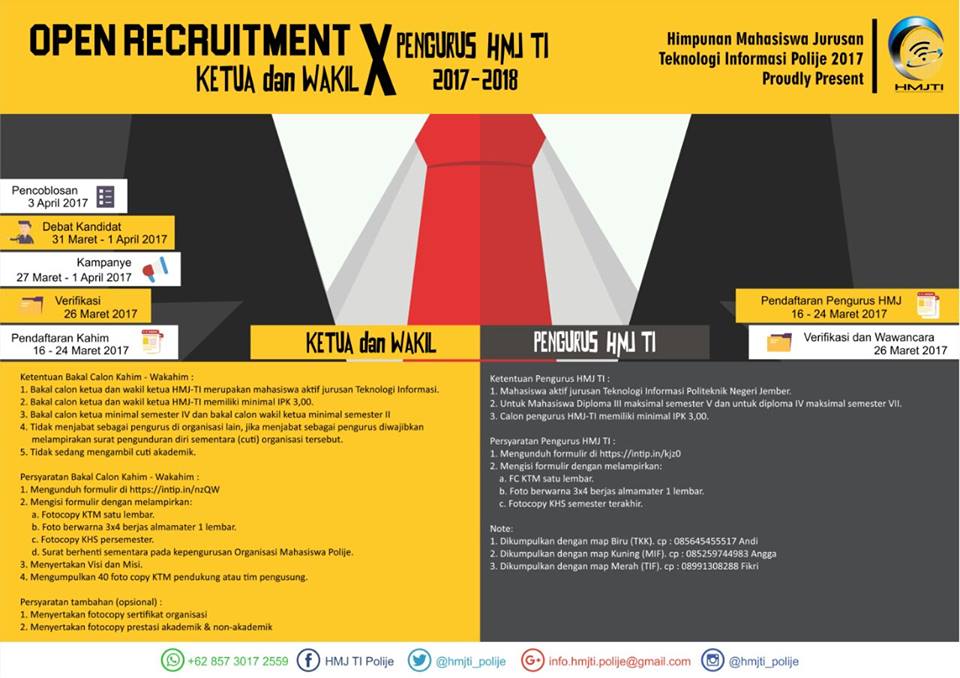 OPEN RECRUITMENT
KETUA dan WAKIL
X
PENGURUS HMJ TI
2017-2018
Himpunan Mahasiswa Jurusan
Teknologi Informasi Polije 2017
Proudly Present
HMJTI
Pencoblosan
3 April 2017
Debat Kandidat
31 Maret - 1 April 2017
Kampanye
27 Maret - 1 April 2017
Verifikasi
26 Maret 2017
Pendaftaran Kahim
16 - 24 Maret 2017
Pendaftaran Pengurus HMJ
16 - 24 Maret 2017
Verifikasi dan Wawancara
26 Maret 2017
KETUA dan WAKIL
Ketentuan Bakal Calon Kahim - Wakahim :
1. Bakal calon ketua dan wakil ketua HMJ-TI merupakan mahasiswa aktif jurusan Teknologi Informasi.
2. Bakal calon ketua dan wakil ketua HMJ-TI memiliki minimal IPK 3,00.
3. Bakal calon ketua minimal semester IV dan bakal calon wakil ketua minimal semester II
4. Tidak menjabat sebagai pengurus di organisasi lain, jika menjabat sebagai pengurus diwajibkan
melampirakan surat pengunduran diri sementara (cuti) organisasi tersebut.
5. Tidak sedang mengambil cuti akademik.
Persyaratan Bakal Calon Kahim - Wakahim :
1. Mengunduh formulir di https://intip.in/nzQW
2. Mengisi formulir dengan melampirkan:
a. Fotocopy KTM satu lembar.
b. Foto berwarna 3x4 berjas almamater 1 lembar.
c. Fotocopy KHS persemester.
d. Surat berhenti sementara pada kepengurusan Organisasi Mahasiswa Polije.
3. Menyertakan Visi dan Misi.
4. Mengumpulkan 40 foto copy KTM pendukung atau tim pengusung.
Persyaratan tambahan (opsional) :
1. Menyertakan fotocopy sertifikat organisasi
2. Menyertakan fotocopy prestasi akademik & non-akademik
PENGURUS HMJ TI
Ketentuan Pengurus HMJ TI :
1. Mahasiswa aktif jurusan Teknologi Informasi Politeknik Negeri Jember.
2. Untuk Mahasiswa Diploma III maksimal semester V dan untuk diploma IV maksimal semester VII.
3. Calon pengurus HMJ-TI memiliki minimal IPK 3,00.
Persyaratan Pengurus HMJ TI :
1. Mengunduh formulir di https://intip.in/kjz0
2. Mengisi formulir dengan melampirkan:
a. FC KTM satu lembar.
b. Foto berwarna 3x4 berjas almamater 1 lembar.
c. Fotocopy KHS semester terakhir.
Note:
1. Dikumpulkan dengan map Biru (TKK). cp : 085645455517 Andi
2. Dikumpulkan dengan map Kuning (MIF). cp : 085259744983 Angga
3. Dikumpulkan dengan map Merah (TIF). cp : 08991308288 Fikri
+62 857 3017 2559
HMJ TI Polije
@hmjti_polije
info.hmjti.polije@gmail.com
@hmjti_polije